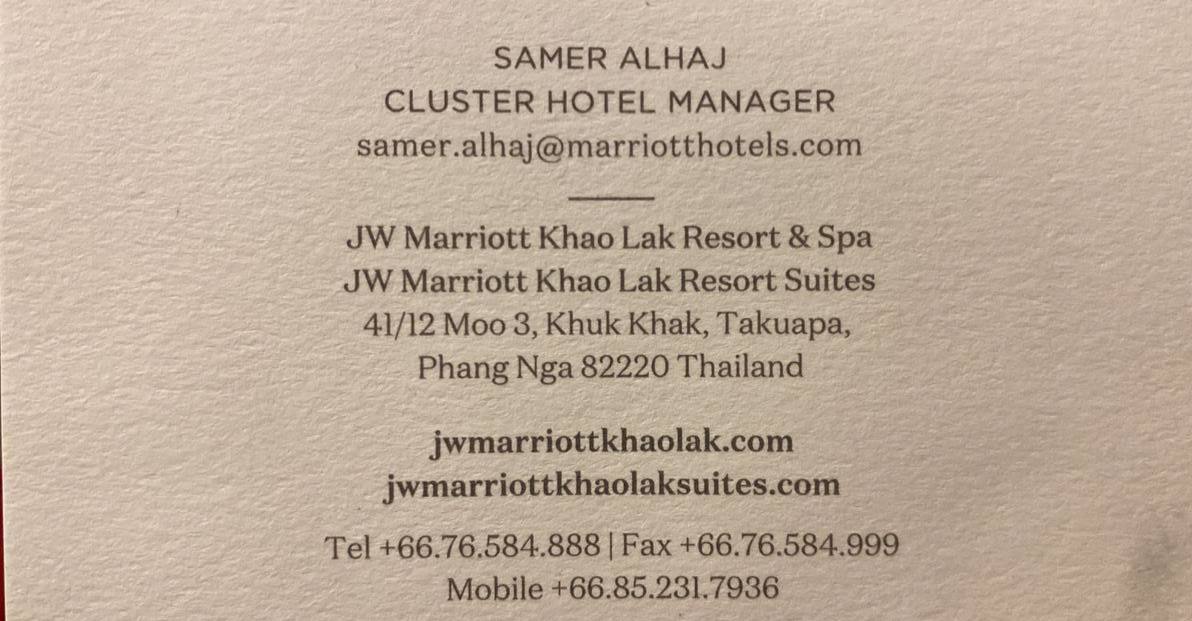 SAMER ALHAJ
CLUSTER HOTEL MANAGER
samer.alhaj@marriotthotels.com
JW Marriott Khao Lak Resort & Spa
JW Marriott Khao Lak Resort Suites
41/12 Moo 3, Khuk Khak, Takuapa,
Phang Nga 82220 Thailand
jwmarriottkhaolak.com
jwmarriottkhaolaksuites.com
Tel +66.76.584.888 | Fax +66.76.584.999
Mobile +66.85.231.7936